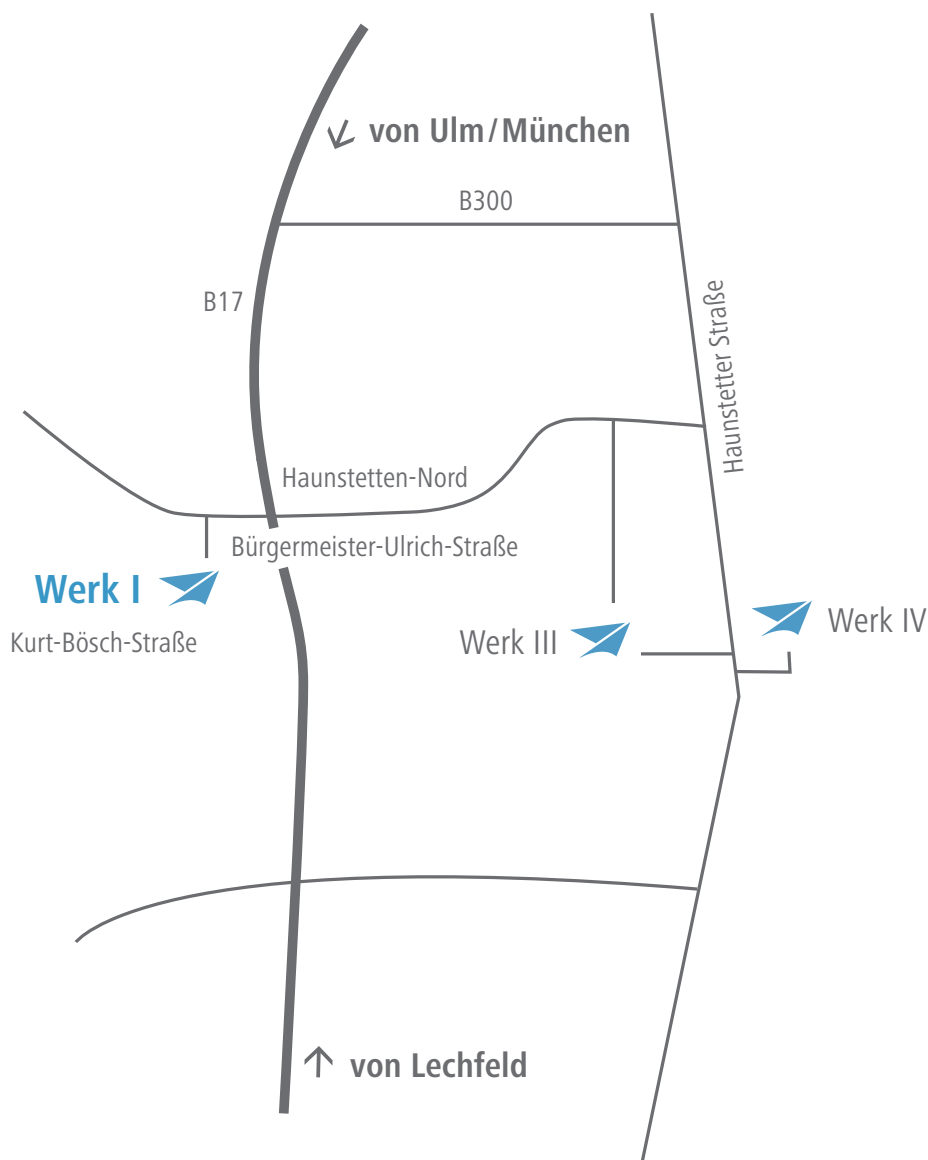 von Ulm/München
B300
B17
Haunstetter Straße
Haunstetten-Nord
Bürgermeister-Ulrich-Straße
Werk I
Kurt-Bösch-Straße
Werk III
Werk IV
von Lechfeld